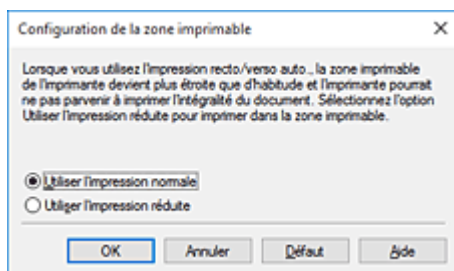 Configuration de la zone imprimable
Lorsque vous utilisez l'impression recto/verso auto., la zone imprimable
de l'imprimante devient plus étroite que d'habitude et l'imprimante pourrait
ne pas parvenir à imprimer l'intégralité du document. Sélectionnez l'option
Utiliser l'impression réduite pour imprimer dans la zone imprimable.
Utiliser l'impression normale
Utiliser l'impression réduite
OK Annuler Défaut Aide